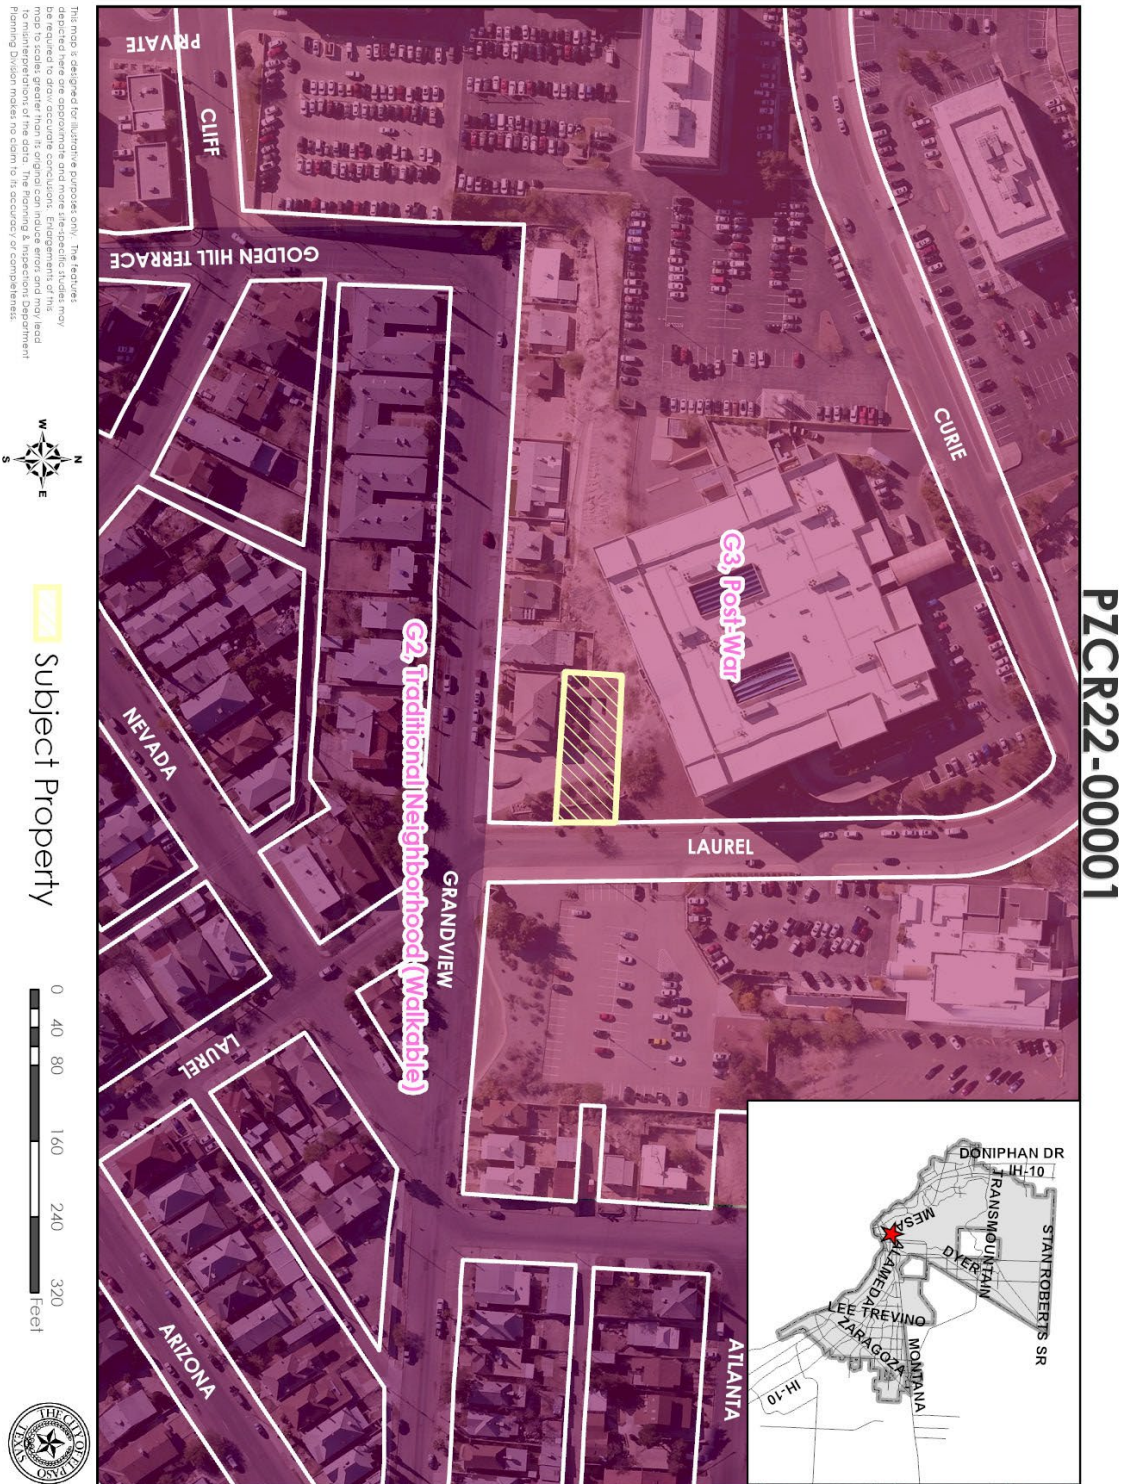 PZCR22-00001
PRIVATE
CLIFF
GOLDEN HILL TERRACE
CURIE
G3, Post-War
G2, Traditional Neighborhood (Walkable)
LAUREL
GRANDVIEW
NEVADA
LAUREL
ARIZONA
ATLANTA
DONIPHAN DR
IH-10
TRANSMOUNTAIN
STAN ROBERTS SR
MESA
DYER
ALAMEDA
LEE TREVINO
ZARAGOZA
MONTANA
IH-10
This map is designed for illustrative purposes only. The features
depicted here are approximate and more site-specific studies may
be required to draw accurate conclusions. Enlargements of this
map to scales greater than its original can induce errors and may lead
to misinterpretations of the data. The Planning & Inspections Department
Planning Division makes no claim to its accuracy or completeness.
N
W
E
S
Subject Property
0 40 80 160 240 320
Feet
THE CITY OF EL PASO
TEXAS